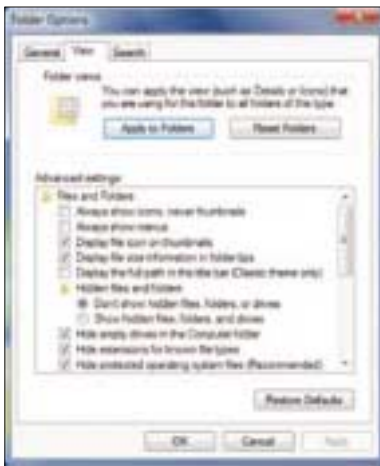 Folder Options
General View Search
Folder views
You can apply the view (such as Details or Icons) that
you are using for this folder to all folders of this type.
Apply to Folders Reset Folders
Advanced settings:
Files and Folders
Always show icons, never thumbnails
Always show menus
Display file icon on thumbnails
Display file size information in folder tips
Display the full path in the title bar (Classic theme only)
Hidden files and folders
Don't show hidden files, folders, or drives
Show hidden files, folders, and drives
Hide empty drives in the Computer folder
Hide extensions for known file types
Hide protected operating system files (Recommended)
Restore Defaults
OK Cancel Apply